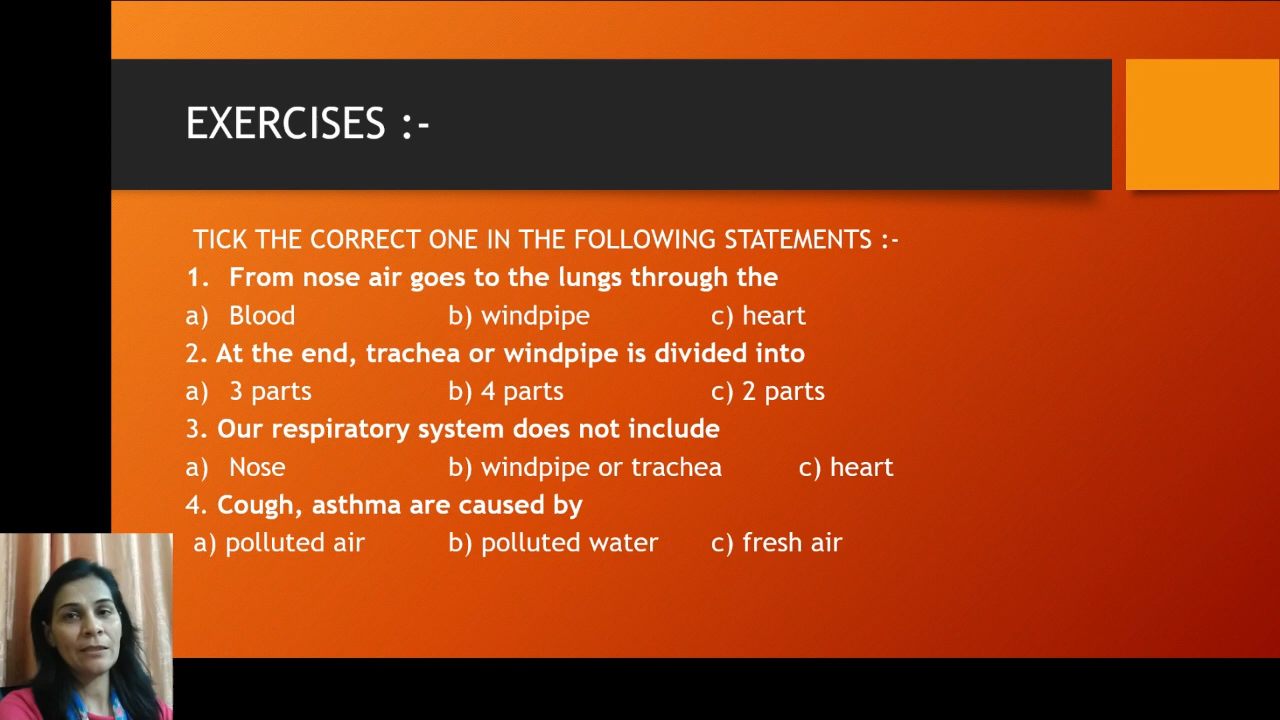 EXERCISES :-
TICK THE CORRECT ONE IN THE FOLLOWING STATEMENTS :-
1. From nose air goes to the lungs through the
a) Blood b) windpipe c) heart
2. At the end, trachea or windpipe is divided into
a) 3 parts b) 4 parts c) 2 parts
3. Our respiratory system does not include
a) Nose b) windpipe or trachea c) heart
4. Cough, asthma are caused by
a) polluted air b) polluted water c) fresh air